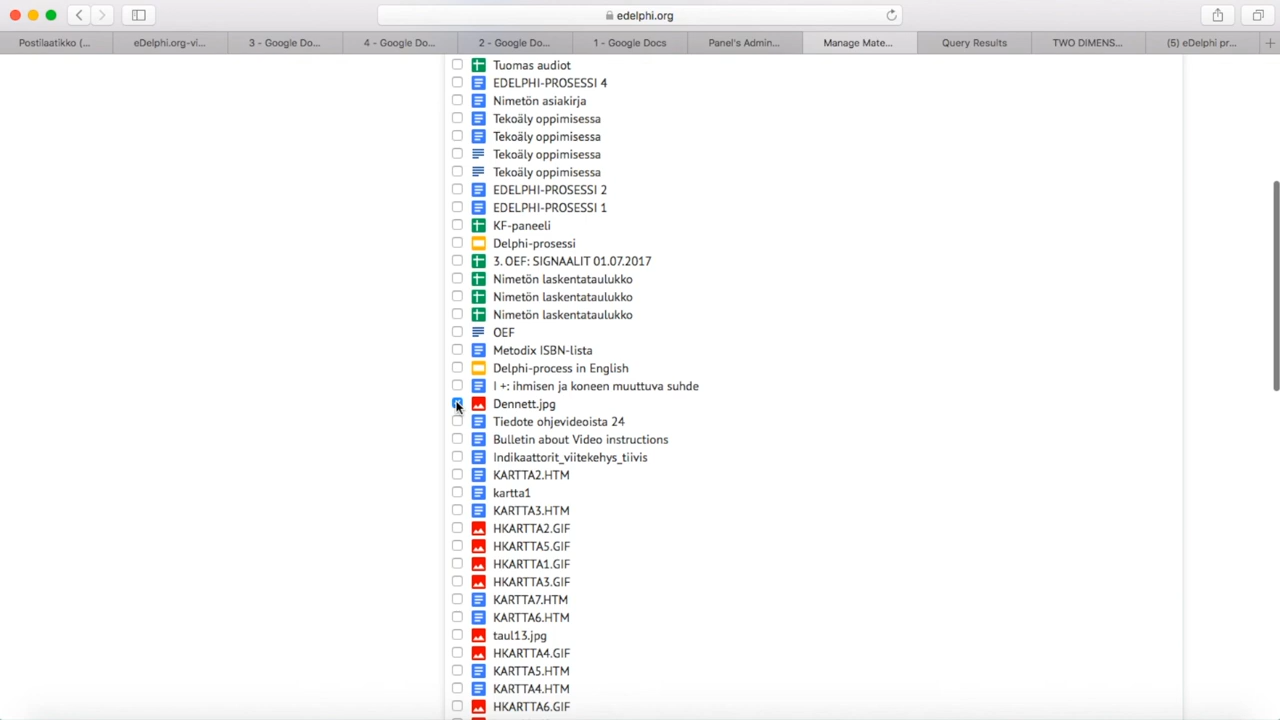 edelphi.org
Postilaatikko (... eDelphi.org-vi... 3 - Google Do... 4 - Google Do... 2 - Google Do... 1 - Google Docs Panel's Admin... Manage Mate... Query Results TWO DIMENS... (5) eDelphi pr...
Tuomas audiot
EDELPHI-PROSESSI 4
Nimetön asiakirja
Tekoäly oppimisessa
Tekoäly oppimisessa
Tekoäly oppimisessa
Tekoäly oppimisessa
EDELPHI-PROSESSI 2
EDELPHI-PROSESSI 1
KF-paneeli
Delphi-prosessi
3. OEF: SIGNAALIT 01.07.2017
Nimetön laskentataulukko
Nimetön laskentataulukko
Nimetön laskentataulukko
OEF
Metodix ISBN-lista
Delphi-process in English
I +: ihmisen ja koneen muuttuva suhde
Dennett.jpg
Tiedote ohjevideoista 24
Bulletin about Video instructions
Indikaattorit_viitekehys_tiivis
KARTTA2.HTM
kartta1
KARTTA3.HTM
HKARTTA2.GIF
HKARTTA5.GIF
HKARTTA1.GIF
HKARTTA3.GIF
KARTTA7.HTM
KARTTA6.HTM
taul13.jpg
HKARTTA4.GIF
KARTTA5.HTM
KARTTA4.HTM
HKARTTA6.GIF